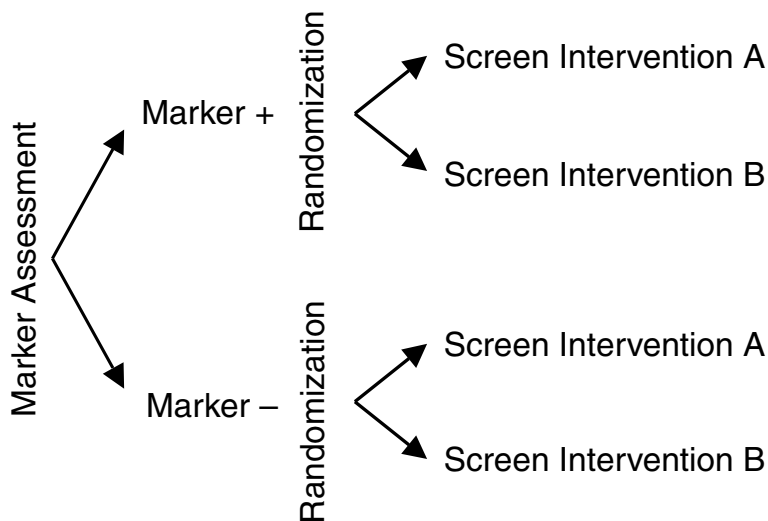 Marker Assessment
Marker +
Randomization
Screen Intervention A
Screen Intervention B
Marker –
Randomization
Screen Intervention A
Screen Intervention B